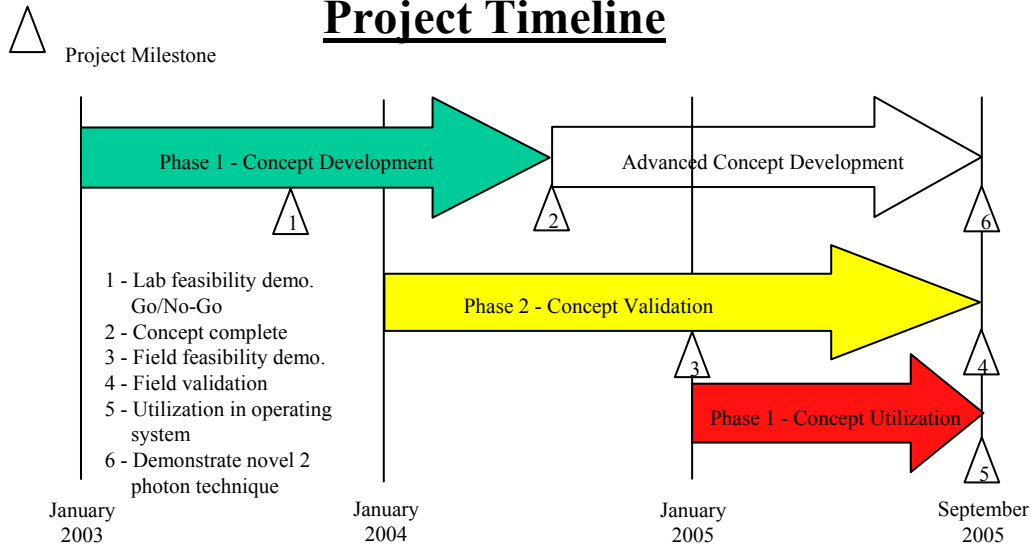 Project Timeline
Project Milestone
Phase 1 - Concept Development
Advanced Concept Development
1
2
6
1 - Lab feasibility demo.
Go/No-Go
2 - Concept complete
3 - Field feasibility demo.
4 - Field validation
5 - Utilization in operating
system
6 - Demonstrate novel 2
photon technique
Phase 2 - Concept Validation
3
4
Phase 1 - Concept Utilization
5
January
2003
January
2004
January
2005
September
2005